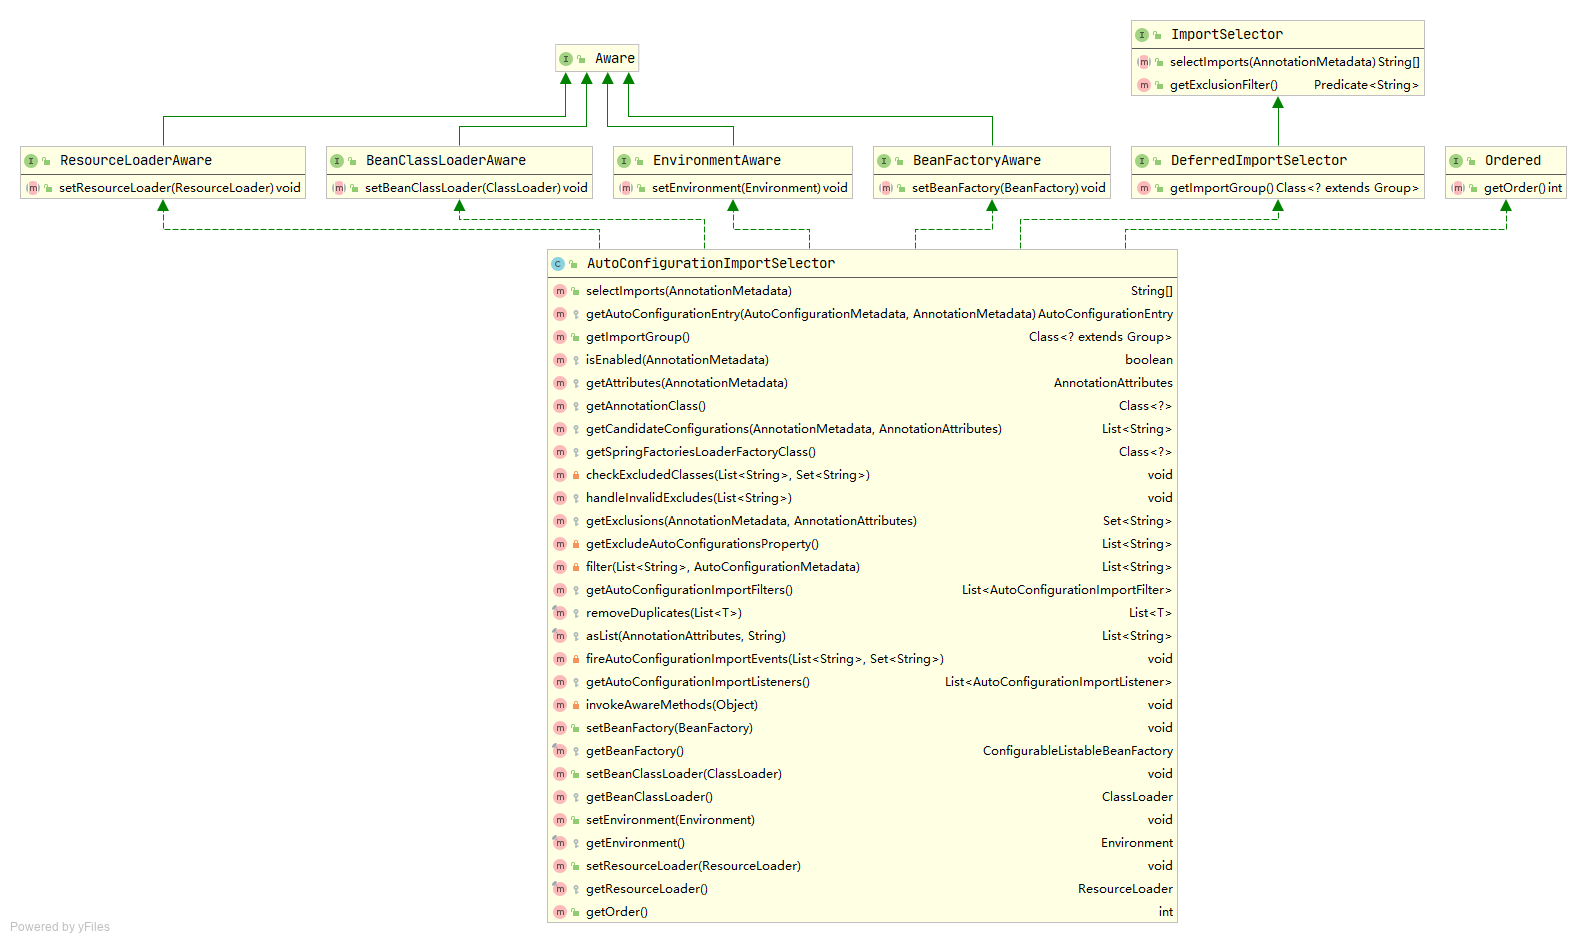 Aware
ImportSelector
selectImports(AnnotationMetadata) String[]
getExclusionFilter() Predicate<String>
ResourceLoaderAware
setResourceLoader(ResourceLoader) void
BeanClassLoaderAware
setBeanClassLoader(ClassLoader) void
EnvironmentAware
setEnvironment(Environment) void
BeanFactoryAware
setBeanFactory(BeanFactory) void
DeferredImportSelector
getImportGroup() Class<? extends Group>
Ordered
getOrder() int
AutoConfigurationImportSelector
selectImports(AnnotationMetadata) String[]
getAutoConfigurationEntry(AutoConfigurationMetadata, AnnotationMetadata) AutoConfigurationEntry
getImportGroup() Class<? extends Group>
isEnabled(AnnotationMetadata) boolean
getAttributes(AnnotationMetadata) AnnotationAttributes
getAnnotationClass() Class<?>
getCandidateConfigurations(AnnotationMetadata, AnnotationAttributes) List<String>
getSpringFactoriesLoaderFactoryClass() Class<?>
checkExcludedClasses(List<String>, Set<String>) void
handleInvalidExcludes(List<String>) void
getExclusions(AnnotationMetadata, AnnotationAttributes) Set<String>
getExcludeAutoConfigurationsProperty() List<String>
filter(List<String>, AutoConfigurationMetadata) List<String>
getAutoConfigurationImportFilters() List<AutoConfigurationImportFilter>
removeDuplicates(List<T>) List<T>
asList(AnnotationAttributes, String) List<String>
fireAutoConfigurationImportEvents(List<String>, Set<String>) void
getAutoConfigurationImportListeners() List<AutoConfigurationImportListener>
invokeAwareMethods(Object) void
setBeanFactory(BeanFactory) void
getBeanFactory() ConfigurableListableBeanFactory
setBeanClassLoader(ClassLoader) void
getBeanClassLoader() ClassLoader
setEnvironment(Environment) void
getEnvironment() Environment
setResourceLoader(ResourceLoader) void
getResourceLoader() ResourceLoader
getOrder() int
Powered by yFiles